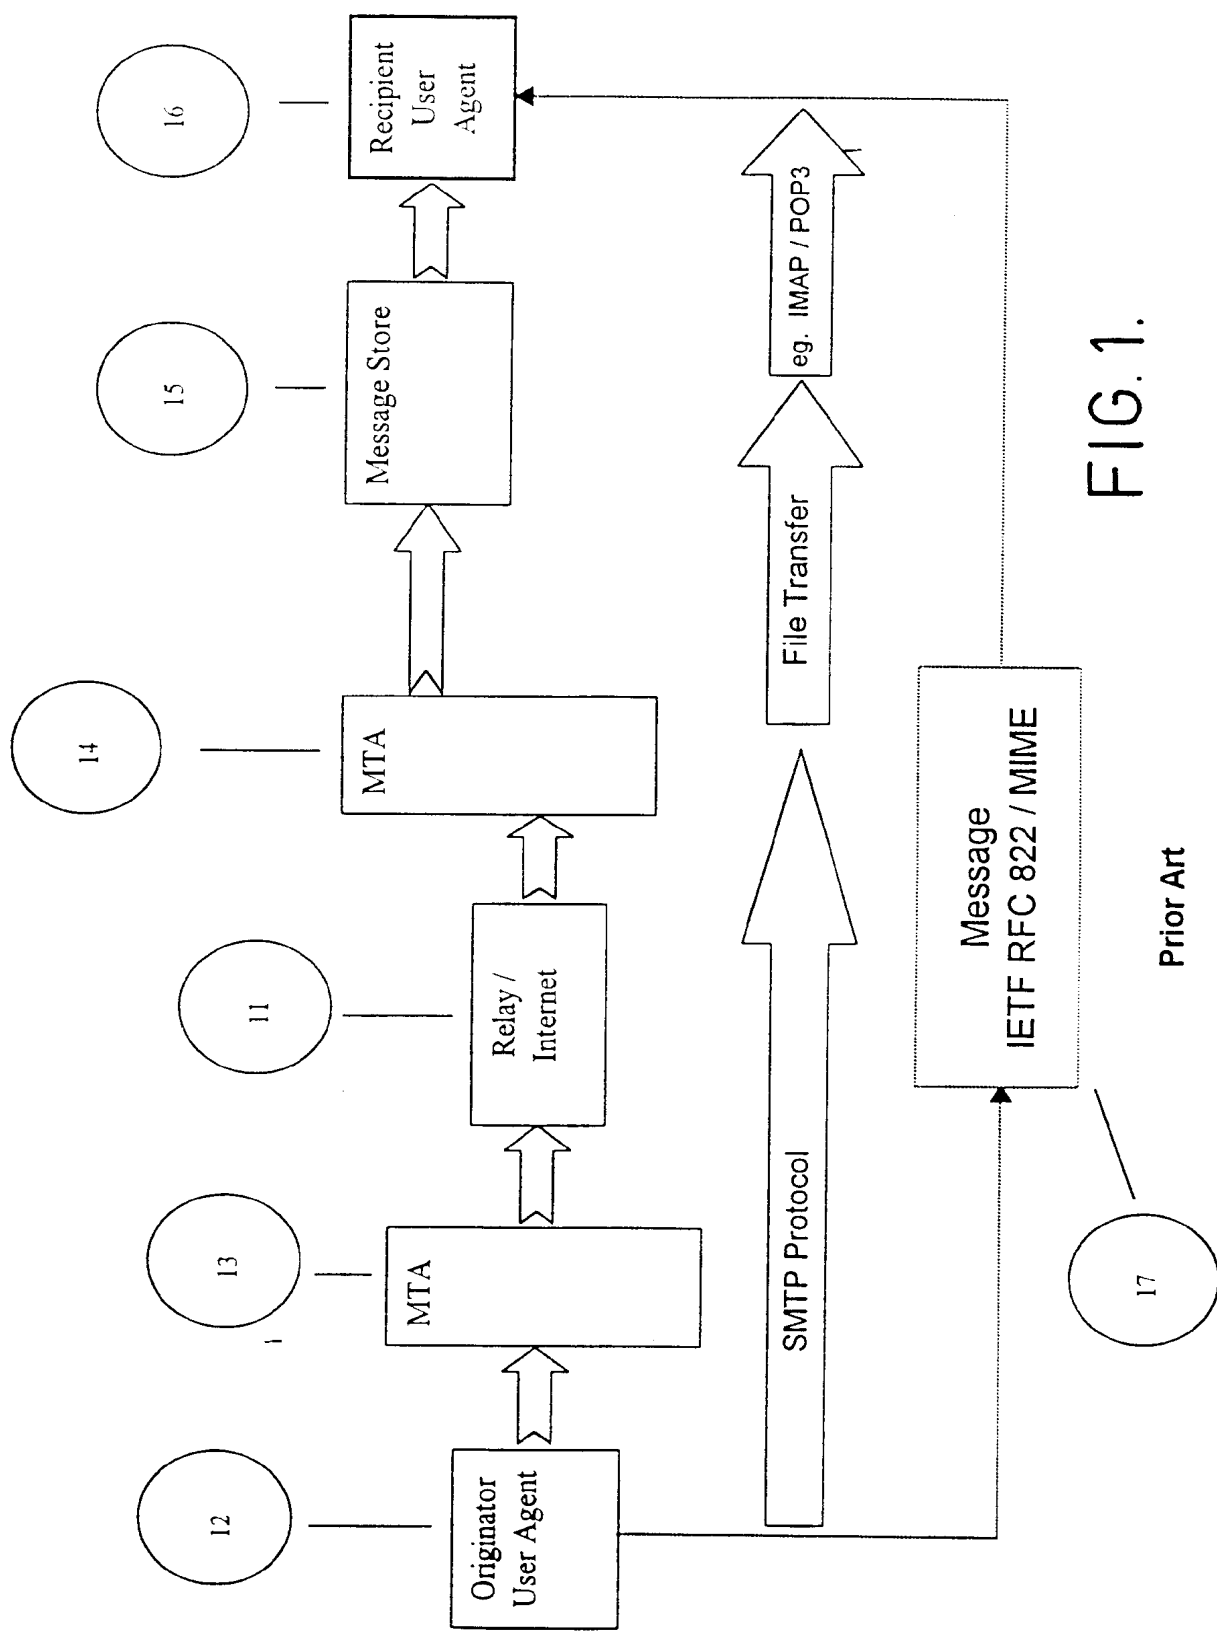 12
13
11
14
15
16
Originator
User Agent
MTA
Relay /
Internet
MTA
Message Store
Recipient
User
Agent
SMTP Protocol
File Transfer
eg. IMAP / POP3
Message
IETF RFC 822 / MIME
17
Prior Art
FIG. 1.